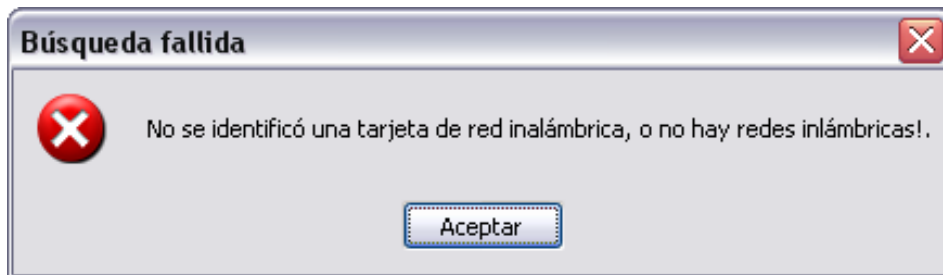 Búsqueda fallida
No se identificó una tarjeta de red inalámbrica, o no hay redes inlámbricas!.
Aceptar